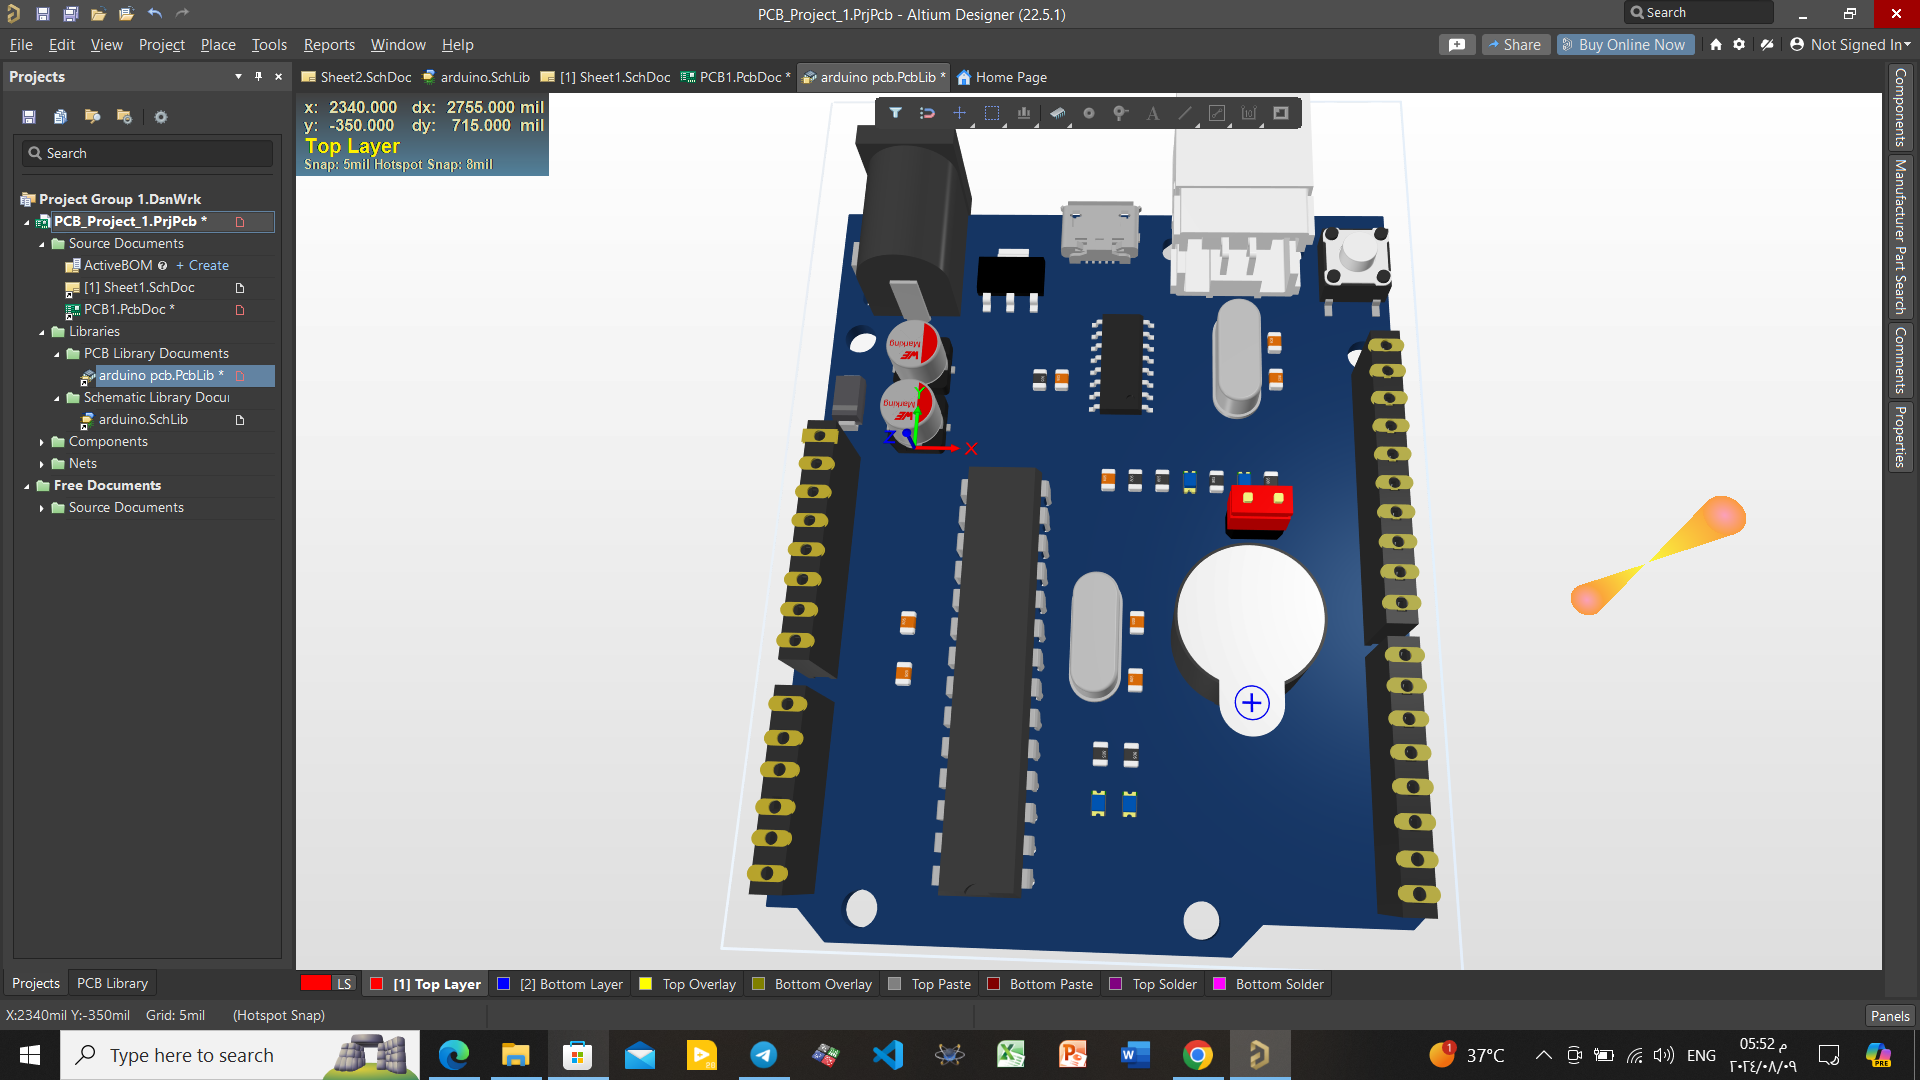 PCB_Project_1.PrjPcb - Altium Designer (22.5.1)
Search
File Edit View Project Place Tools Reports Window Help
Share
Buy Online Now
Not Signed In
Projects
Sheet2.SchDoc
arduino.SchLib
[1] Sheet1.SchDoc
PCB1.PcbDoc *
arduino pcb.PcbLib *
Home Page
x: 2340.000 dx: 2755.000 mil
y: -350.000 dy: 715.000 mil
Top Layer
Snap: 5mil Hotspot Snap: 8mil
Search
Project Group 1.DsnWrk
PCB_Project_1.PrjPcb *
Source Documents
ActiveBOM + Create
[1] Sheet1.SchDoc
PCB1.PcbDoc *
Libraries
PCB Library Documents
arduino pcb.PcbLib *
Schematic Library Docu
arduino.SchLib
Components
Nets
Free Documents
Source Documents
Components
Manufacturer Part Search
Comments
Properties
WE
Marking
WE
Marking
Y
Z
X
Projects
PCB Library
LS
[1] Top Layer
[2] Bottom Layer
Top Overlay
Bottom Overlay
Top Paste
Bottom Paste
Top Solder
Bottom Solder
X:2340mil Y:-350mil Grid: 5mil (Hotspot Snap)
Panels
Type here to search
1
37°C
ENG
05:52 م
٢٠٢٤/٠٨/٠٩
PRE